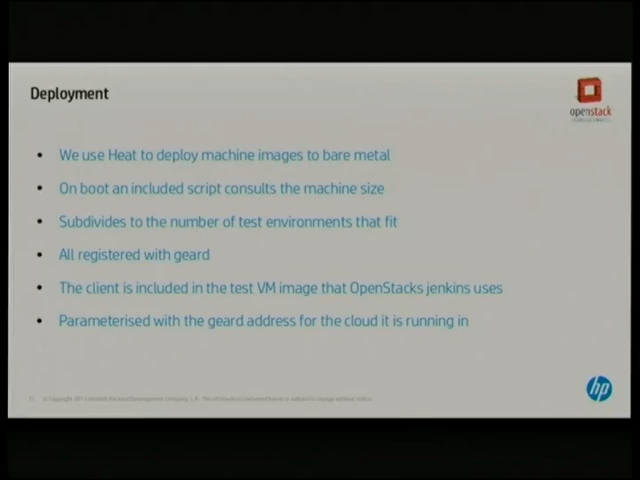 Deployment
openstack
• We use Heat to deploy machine images to bare metal
• On boot an included script consults the machine size
• Subdivides to the number of test environments that fit
• All registered with geard
• The client is included in the test VM image that OpenStacks jenkins uses
• Parameterised with the geard address for the cloud it is running in
hp